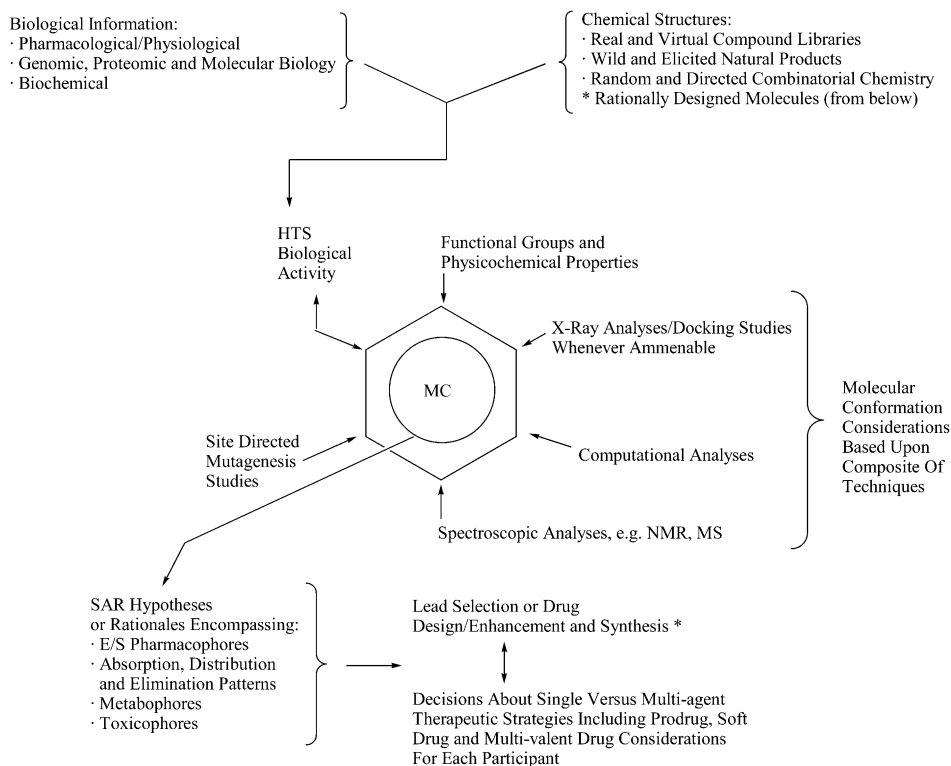 Biological Information:
· Pharmacological/Physiological
· Genomic, Proteomic and Molecular Biology
· Biochemical
Chemical Structures:
· Real and Virtual Compound Libraries
· Wild and Elicited Natural Products
· Random and Directed Combinatorial Chemistry
* Rationally Designed Molecules (from below)
HTS
Biological
Activity
Functional Groups and
Physicochemical Properties
X-Ray Analyses/Docking Studies
Whenever Ammenable
MC
Molecular
Conformation
Considerations
Based Upon
Composite Of
Techniques
Site Directed
Mutagenesis
Studies
Computational Analyses
Spectroscopic Analyses, e.g. NMR, MS
SAR Hypotheses
or Rationales Encompassing:
· E/S Pharmacophores
· Absorption, Distribution
and Elimination Patterns
· Metabophores
· Toxicophores
Lead Selection or Drug
Design/Enhancement and Synthesis *
Decisions About Single Versus Multi-agent
Therapeutic Strategies Including Prodrug, Soft
Drug and Multi-valent Drug Considerations
For Each Participant